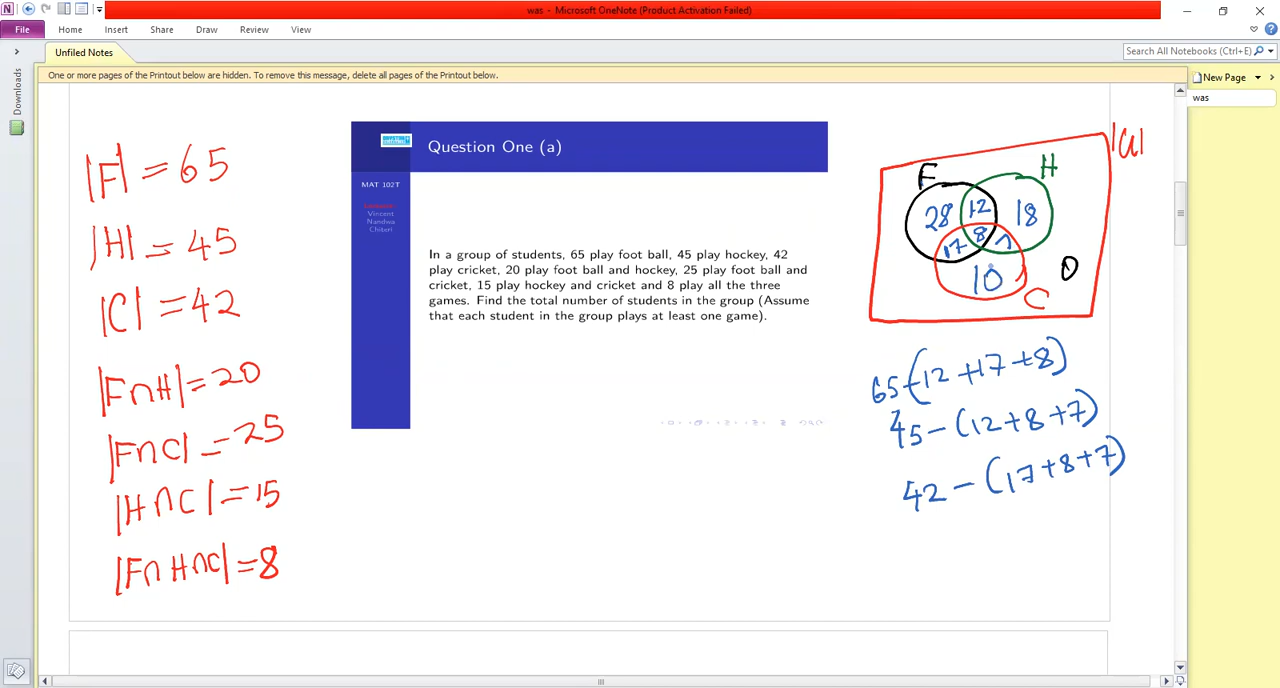 was - Microsoft OneNote (Product Activation Failed)
File Home Insert Share Draw Review View
Unfiled Notes
Search All Notebooks (Ctrl+E)
One or more pages of the Printout below are hidden. To remove this message, delete all pages of the Printout below.
New Page
was
Downloads
|F| = 65
|H| = 45
|C| = 42
|F∩H| = 20
|F∩C| = 25
|H∩C| = 15
|F∩H∩C| = 8
Question One (a)
MAT 102T
Vincent
Nandwa
Chiteri
In a group of students, 65 play foot ball, 45 play hockey, 42
play cricket, 20 play foot ball and hockey, 25 play foot ball and
cricket, 15 play hockey and cricket and 8 play all the three
games. Find the total number of students in the group (Assume
that each student in the group plays at least one game).
|U|
F H
28 12 18
17 8 7
10 0
C
65-(12+17+8)
45-(12+8+7)
42-(17+8+7)